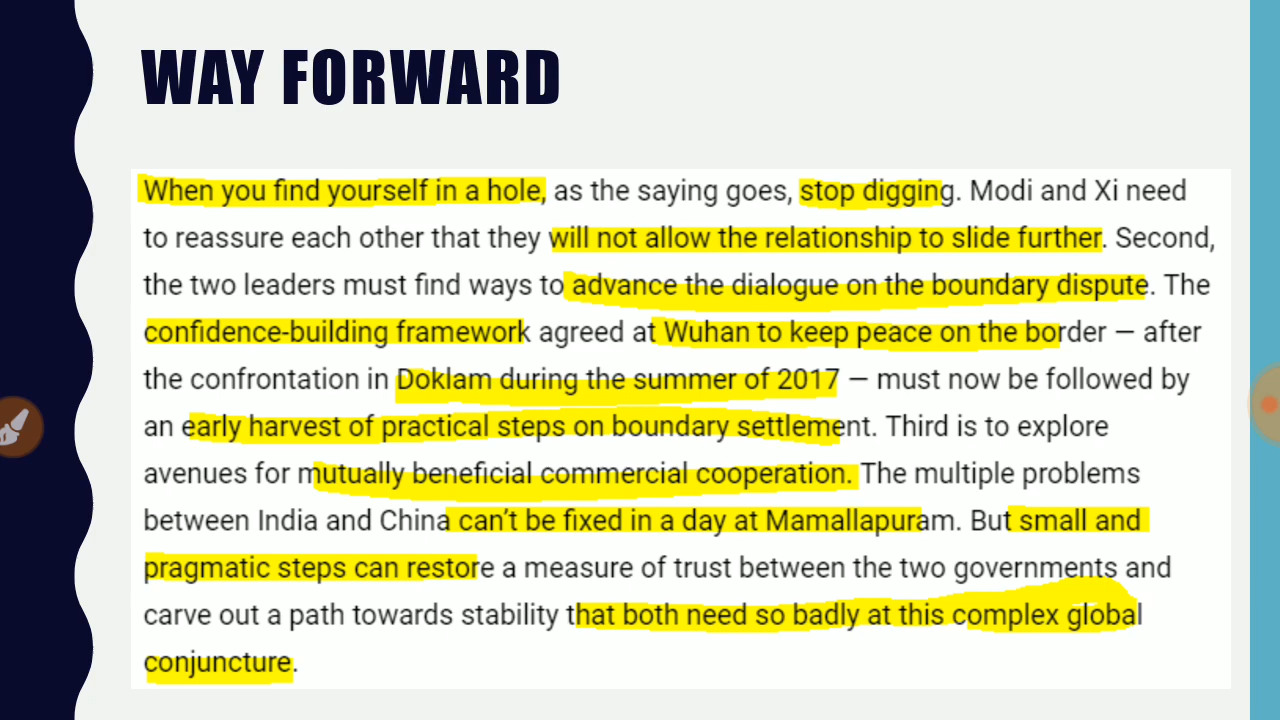 WAY FORWARD
When you find yourself in a hole, as the saying goes, stop digging. Modi and Xi need
to reassure each other that they will not allow the relationship to slide further. Second,
the two leaders must find ways to advance the dialogue on the boundary dispute. The
confidence-building framework agreed at Wuhan to keep peace on the border — after
the confrontation in Doklam during the summer of 2017 — must now be followed by
an early harvest of practical steps on boundary settlement. Third is to explore
avenues for mutually beneficial commercial cooperation. The multiple problems
between India and China can’t be fixed in a day at Mamallapuram. But small and
pragmatic steps can restore a measure of trust between the two governments and
carve out a path towards stability that both need so badly at this complex global
conjuncture.